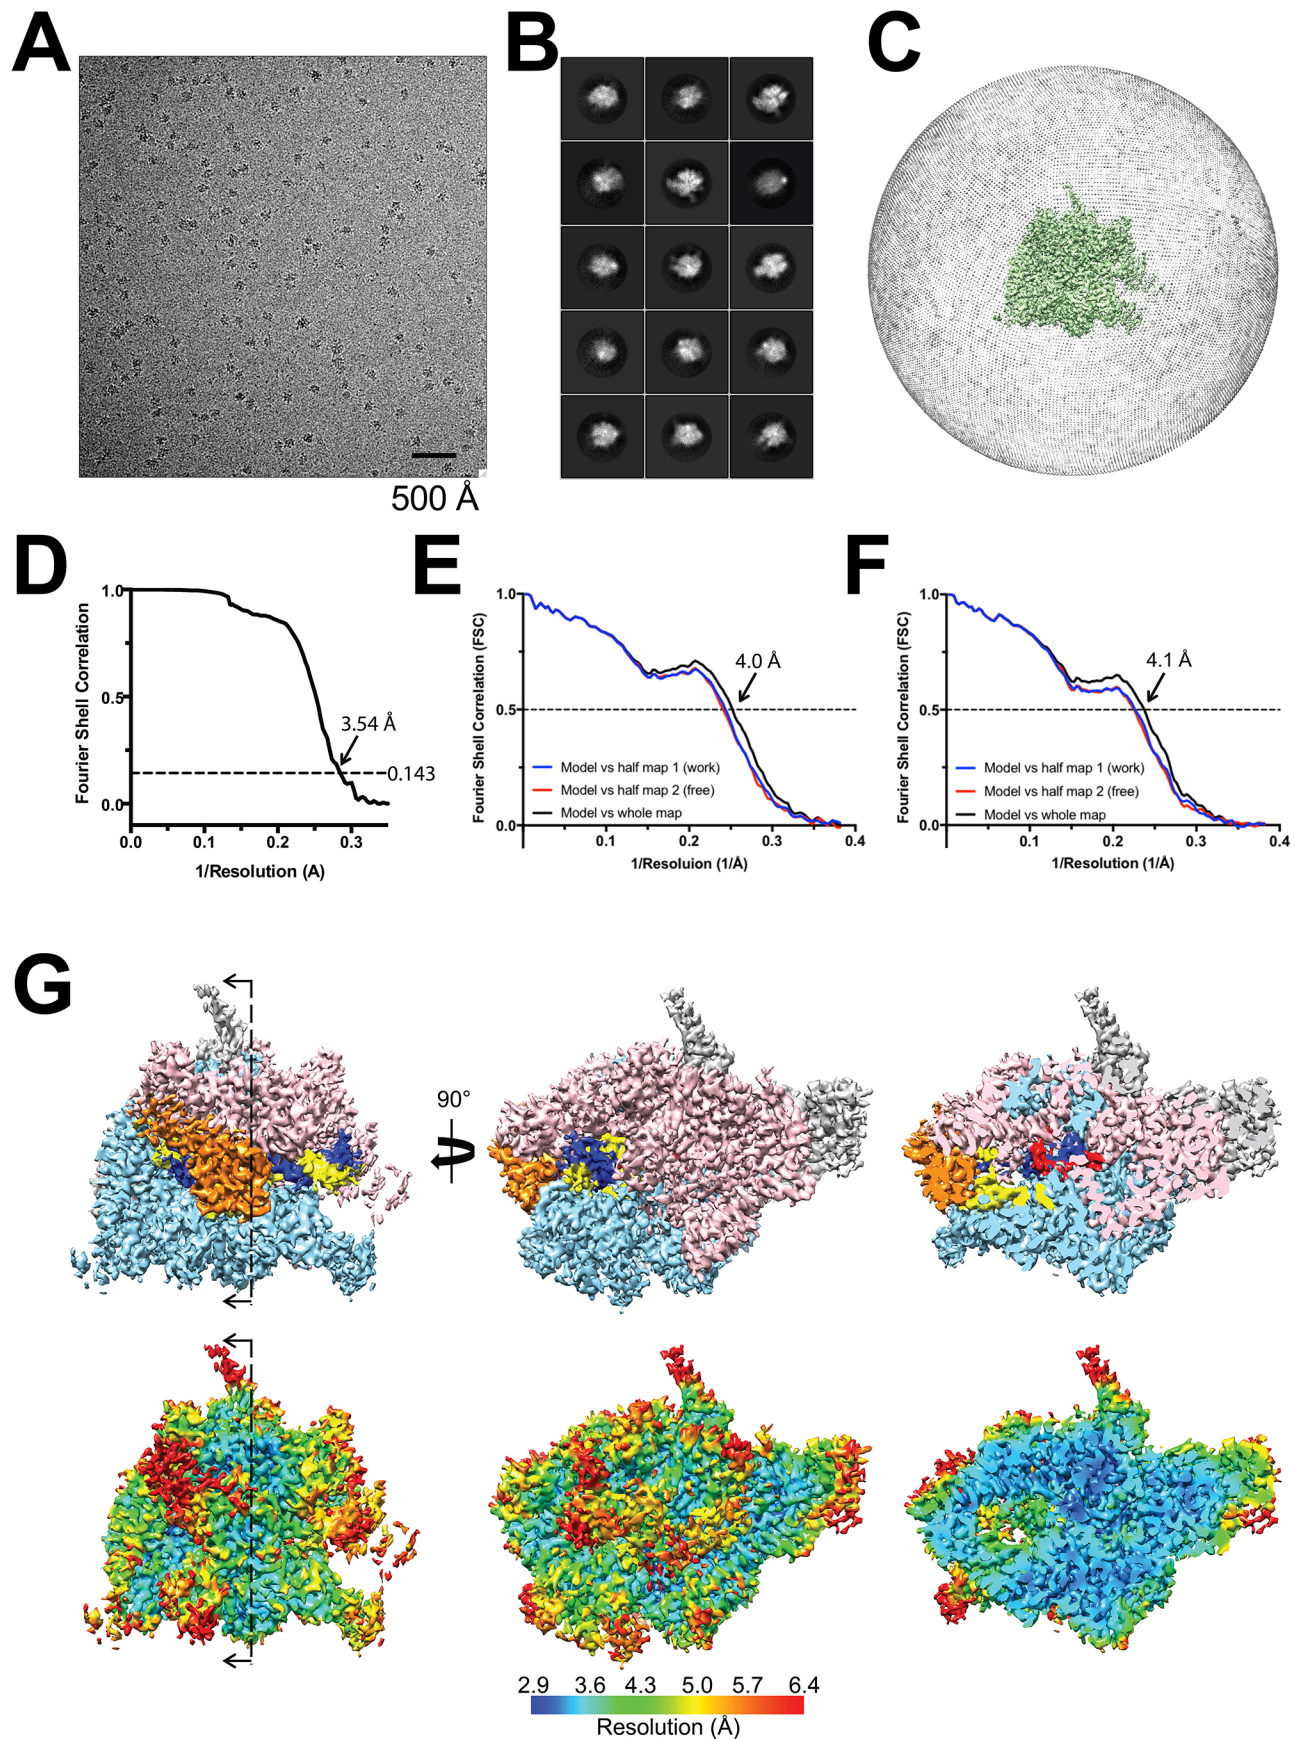 A
B
C
500 Å
D
E
F
1.0
0.5
0.0
Fourier Shell Correlation
3.54 Å
0.143
0.0
0.1
0.2
0.3
1/Resolution (A)
1.0
0.5
0.0
Fourier Shell Correlation (FSC)
4.0 Å
Model vs half map 1 (work)
Model vs half map 2 (free)
Model vs whole map
0.1
0.2
0.3
0.4
1/Resoluion (1/Å)
1.0
0.5
0.0
Fourier Shell Correlation (FSC)
4.1 Å
Model vs half map 1 (work)
Model vs half map 2 (free)
Model vs whole map
0.1
0.2
0.3
0.4
1/Resolution (1/Å)
G
90°
2.9 3.6 4.3 5.0 5.7 6.4
Resolution (Å)